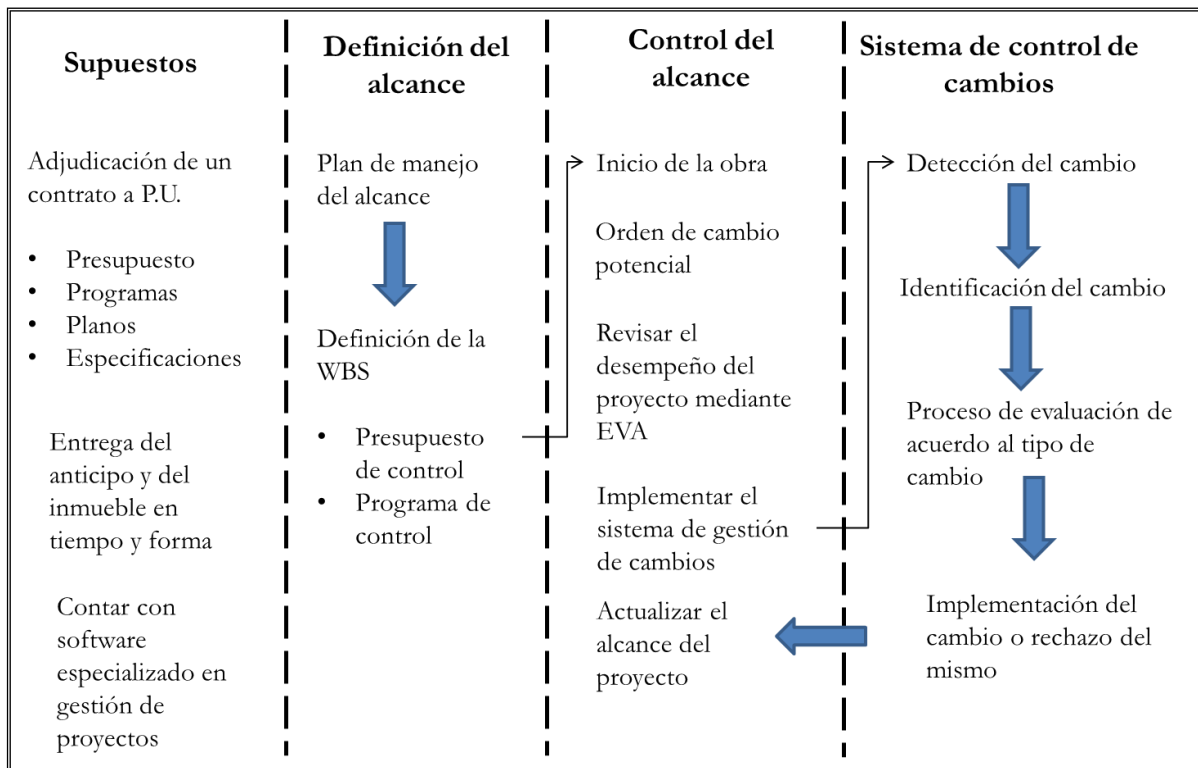 Supuestos
Adjudicación de un
contrato a P.U.
• Presupuesto
• Programas
• Planos
• Especificaciones
Entrega del
anticipo y del
inmueble en
tiempo y forma
Contar con
software
especializado en
gestión de
proyectos
Definición del
alcance
Plan de manejo
del alcance
Definición de la
WBS
• Presupuesto
de control
• Programa de
control
Control del
alcance
Inicio de la obra
Orden de cambio
potencial
Revisar el
desempeño del
proyecto mediante
EVA
Implementar el
sistema de gestión
de cambios
Actualizar el
alcance del
proyecto
Sistema de control de
cambios
Detección del cambio
Identificación del cambio
Proceso de evaluación de
acuerdo al tipo de
cambio
Implementación del
cambio o rechazo del
mismo